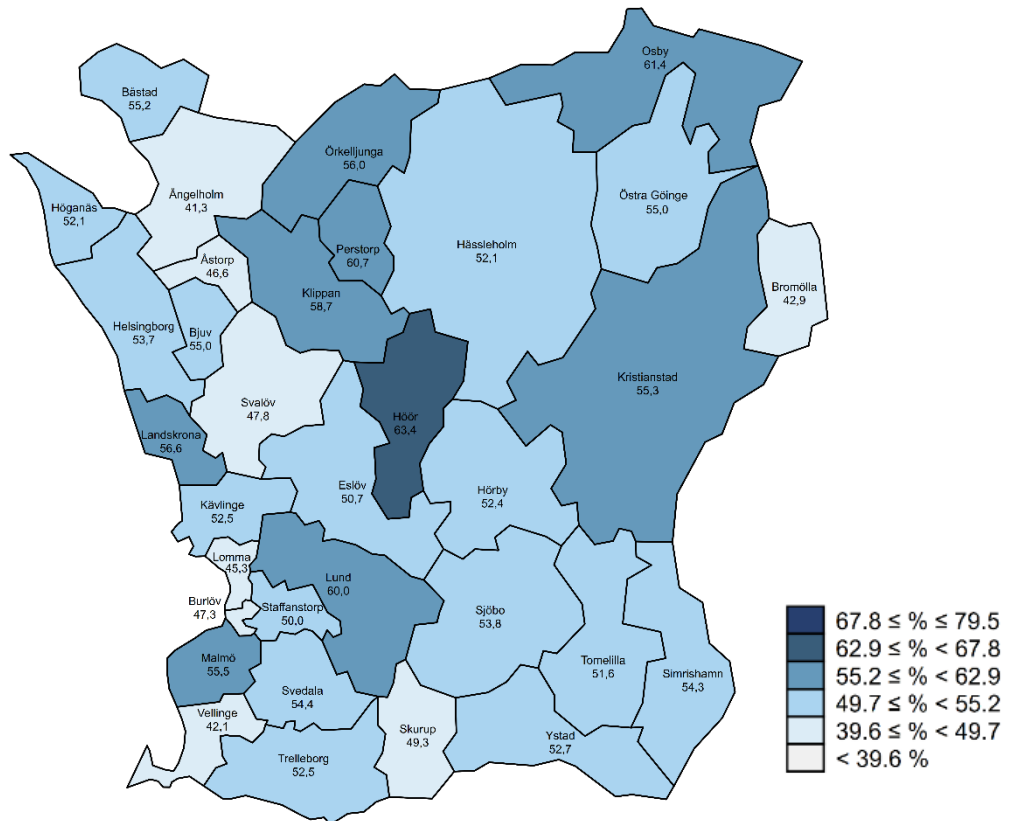 Osby
61,4
Båstad
55,2
Örkelljunga
56,0
Ängelholm
41,3
Östra Göinge
55,0
Höganäs
52,1
Perstorp
60,7
Hässleholm
52,1
Åstorp
46,6
Klippan
58,7
Bromölla
42,9
Helsingborg
53,7
Bjuv
55,0
Kristianstad
55,3
Svalöv
47,8
Höör
63,4
Landskrona
56,6
Eslöv
50,7
Hörby
52,4
Kävlinge
52,5
Lomma
45,3
Lund
60,0
Burlöv
47,3
Staffanstorp
50,0
Sjöbo
53,8
Malmö
55,5
Tomelilla
51,6
Simrishamn
54,3
Svedala
54,4
Vellinge
42,1
Skurup
49,3
Ystad
52,7
Trelleborg
52,5
67.8 ≤ % ≤ 79.5
62.9 ≤ % < 67.8
55.2 ≤ % < 62.9
49.7 ≤ % < 55.2
39.6 ≤ % < 49.7
< 39.6 %